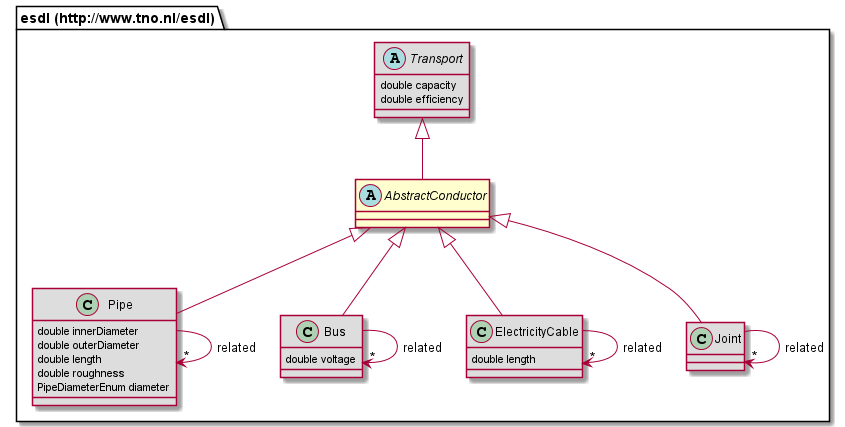 esdl (http://www.tno.nl/esdl)
A Transport
double capacity
double efficiency
A AbstractConductor
C Pipe
double innerDiameter
double outerDiameter
double length
double roughness
PipeDiameterEnum diameter
* related
C Bus
double voltage
* related
C ElectricityCable
double length
* related
C Joint
* related